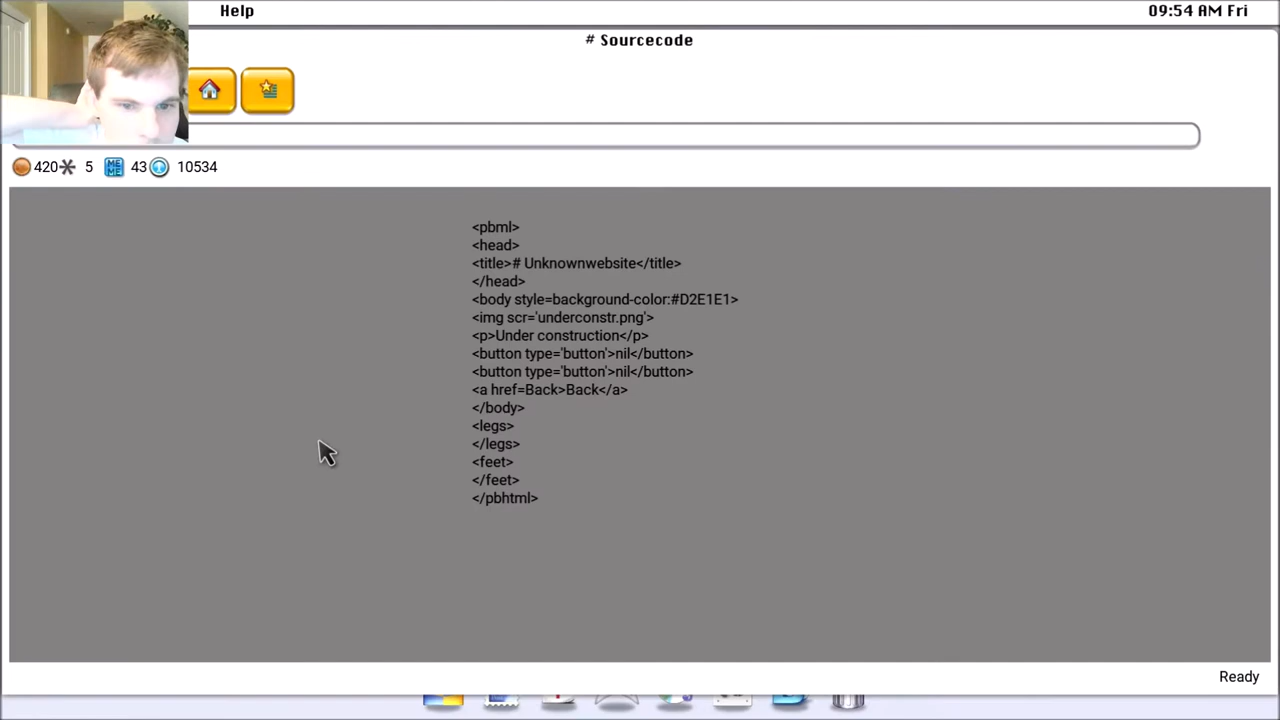 Help
09:54 AM Fri
# Sourcecode
420 5 ME ME 43 10534
<pbml>
<head>
<title># Unknownwebsite</title>
</head>
<body style=background-color:#D2E1E1>
<img scr='underconstr.png'>
<p>Under construction</p>
<button type='button'>nil</button>
<button type='button'>nil</button>
<a href=Back>Back</a>
</body>
<legs>
</legs>
<feet>
</feet>
</pbhtml>
Ready